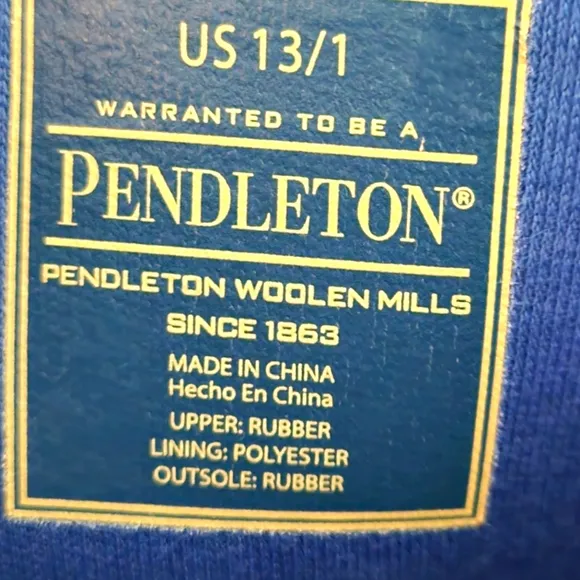 US 13/1
WARRANTED TO BE A
PENDLETON®
PENDLETON WOOLEN MILLS
SINCE 1863
MADE IN CHINA
Hecho En China
UPPER: RUBBER
LINING: POLYESTER
OUTSOLE: RUBBER